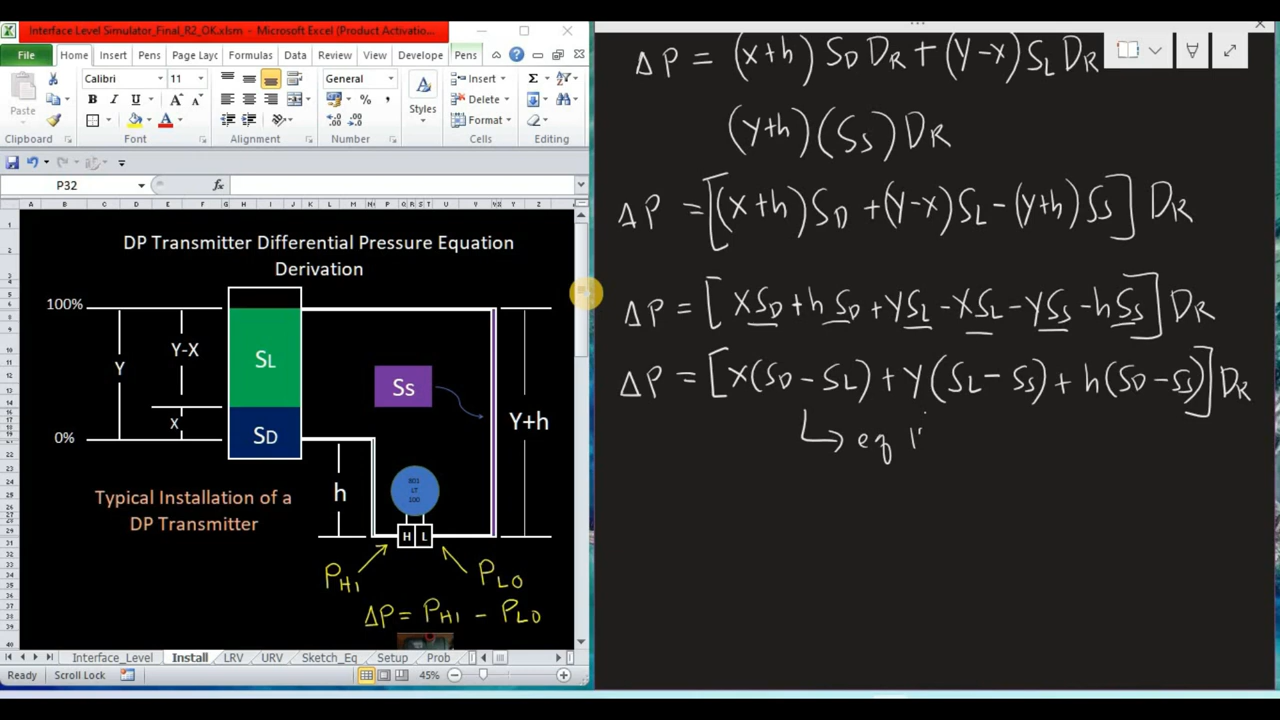 Interface Level Simulator_Final_R2_OK.xlsm - Microsoft Excel (Product Activatio...
File Home Insert Pens Page Layc Formulas Data Review View Develope Pens
Paste
Calibri 11
B I U A A
General
% ,
Styles
Insert
Delete
Format
Σ
Clipboard Font Alignment Number Cells Editing
P32 fx
DP Transmitter Differential Pressure Equation
Derivation
100%
Y
Y-X
X
0%
SL
SD
Ss
Y+h
h
801
LT
100
H L
Typical Installation of a
DP Transmitter
PHI
PLO
ΔP = PHI - PLO
Interface_Level Install LRV URV Sketch_Eq Setup Prob
Ready Scroll Lock 45%
ΔP = (x+h) SD DR + (Y-x) SL DR
(Y+h)(Ss) DR
ΔP = [(x+h) SD + (Y-x) SL - (Y+h) Ss] DR
ΔP = [XSD + hSD + YSL - XSL - YSs - hSs] DR
ΔP = [X(SD - SL) + Y(SL - Ss) + h(SD - Ss)] DR
eq